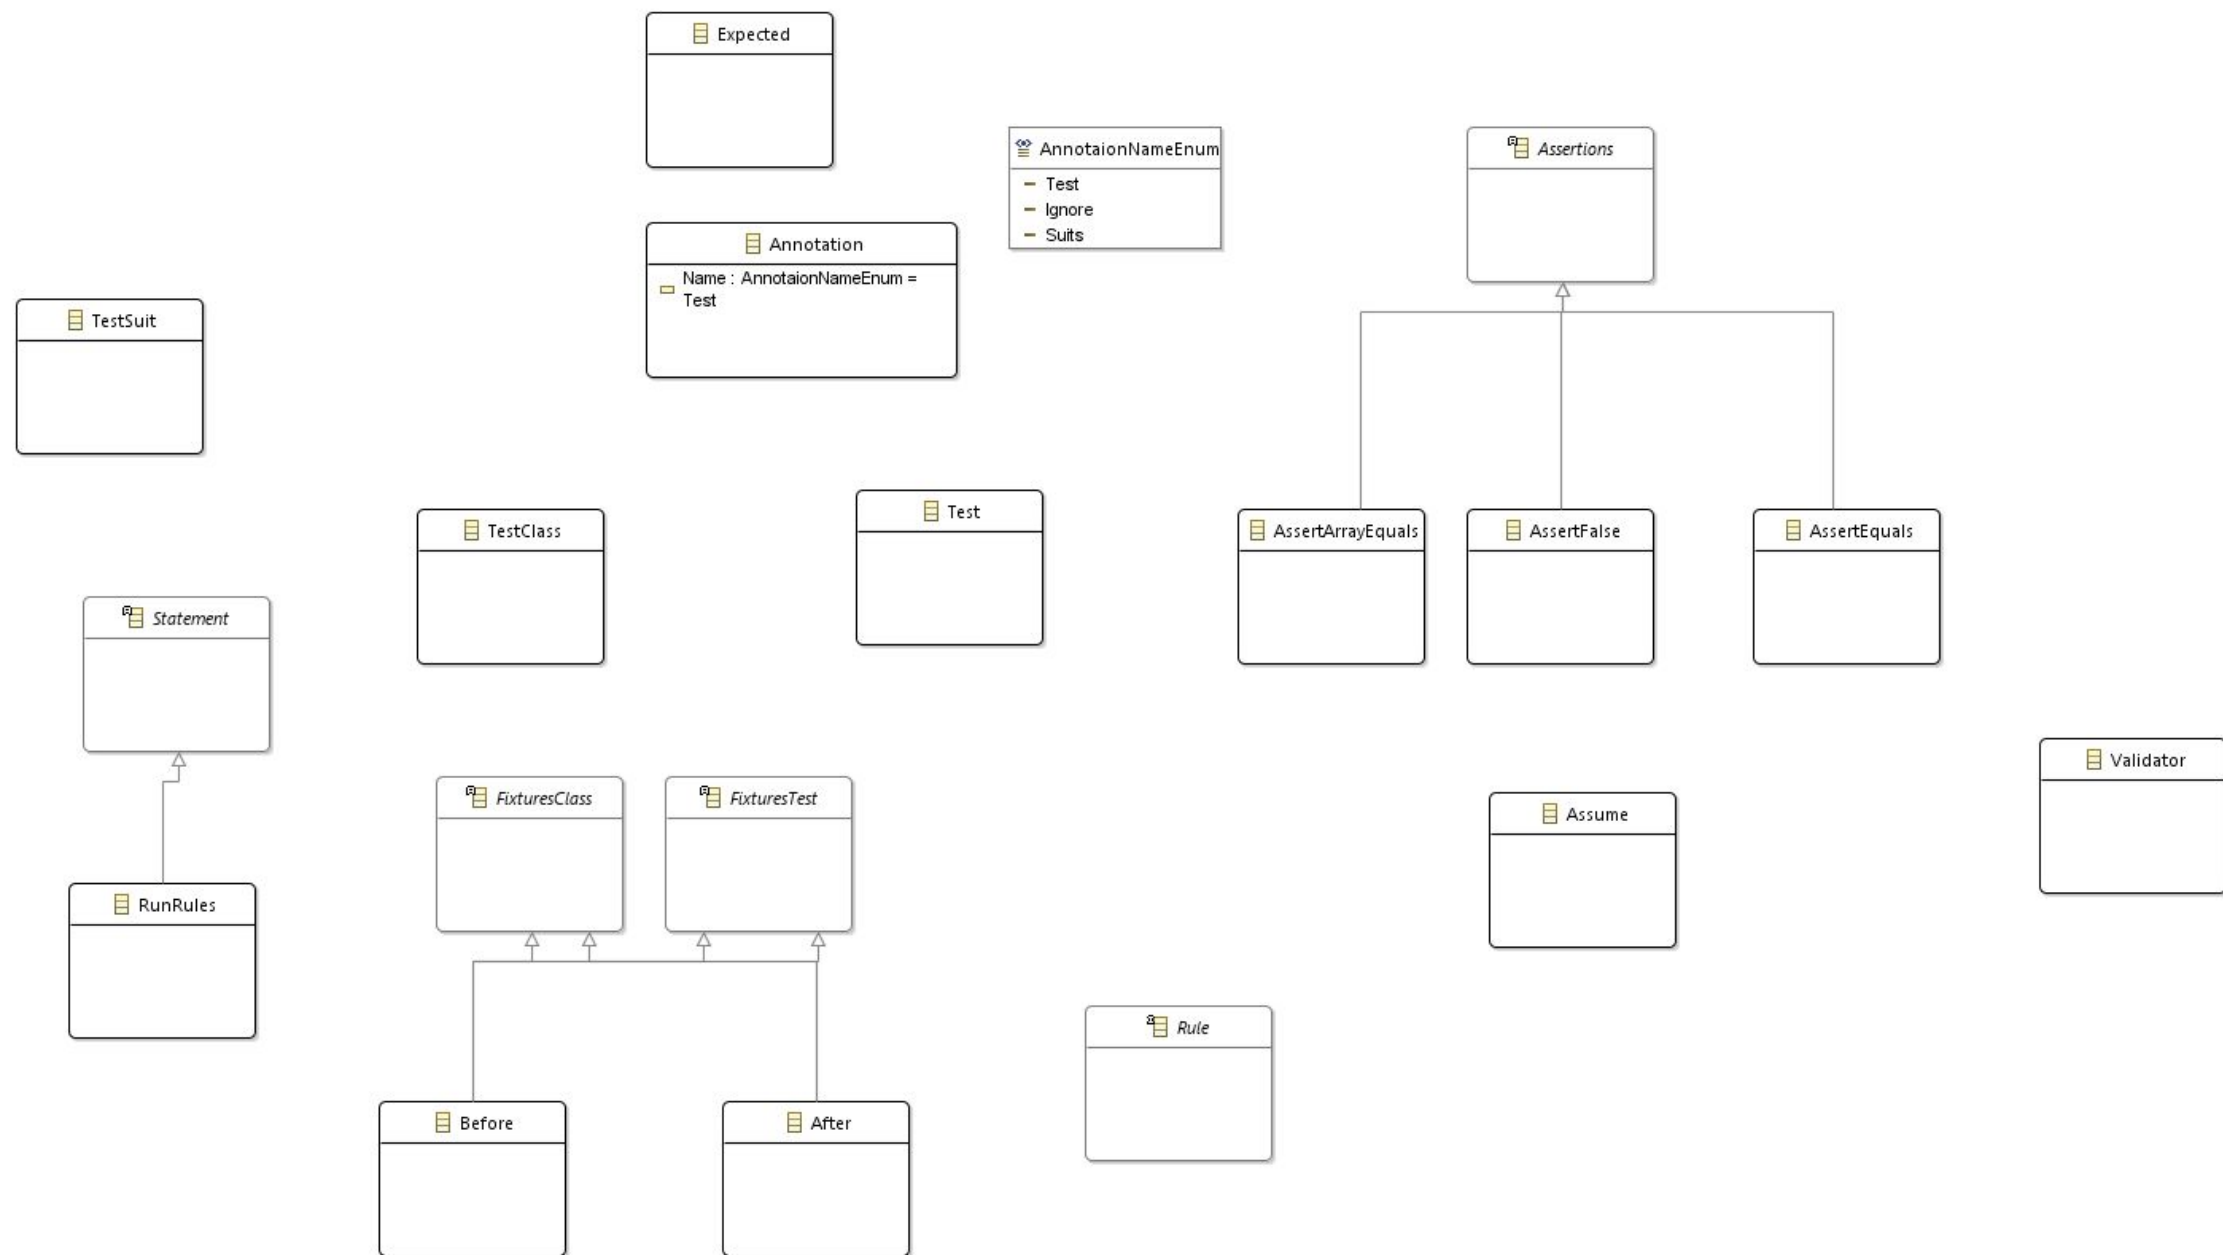 Expected
AnnotaionNameEnum
Test
Ignore
Suits
Assertions
Annotation
Name : AnnotaionNameEnum =
Test
TestSuit
TestClass
Test
AssertArrayEquals
AssertFalse
AssertEquals
Statement
FixturesClass
FixturesTest
Validator
Assume
RunRules
Rule
Before
After